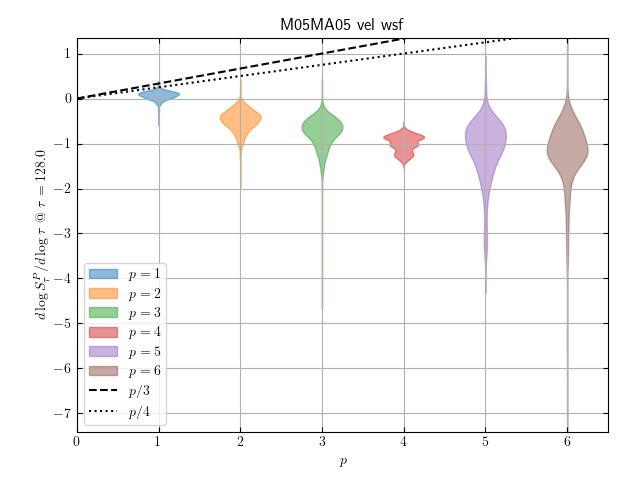 M05MA05 vel wsf
d log S_τ^P / d log τ @ τ = 128.0
1
0
−1
−2
−3
−4
−5
−6
−7
p = 1
p = 2
p = 3
p = 4
p = 5
p = 6
p/3
p/4
0 1 2 3 4 5 6
p